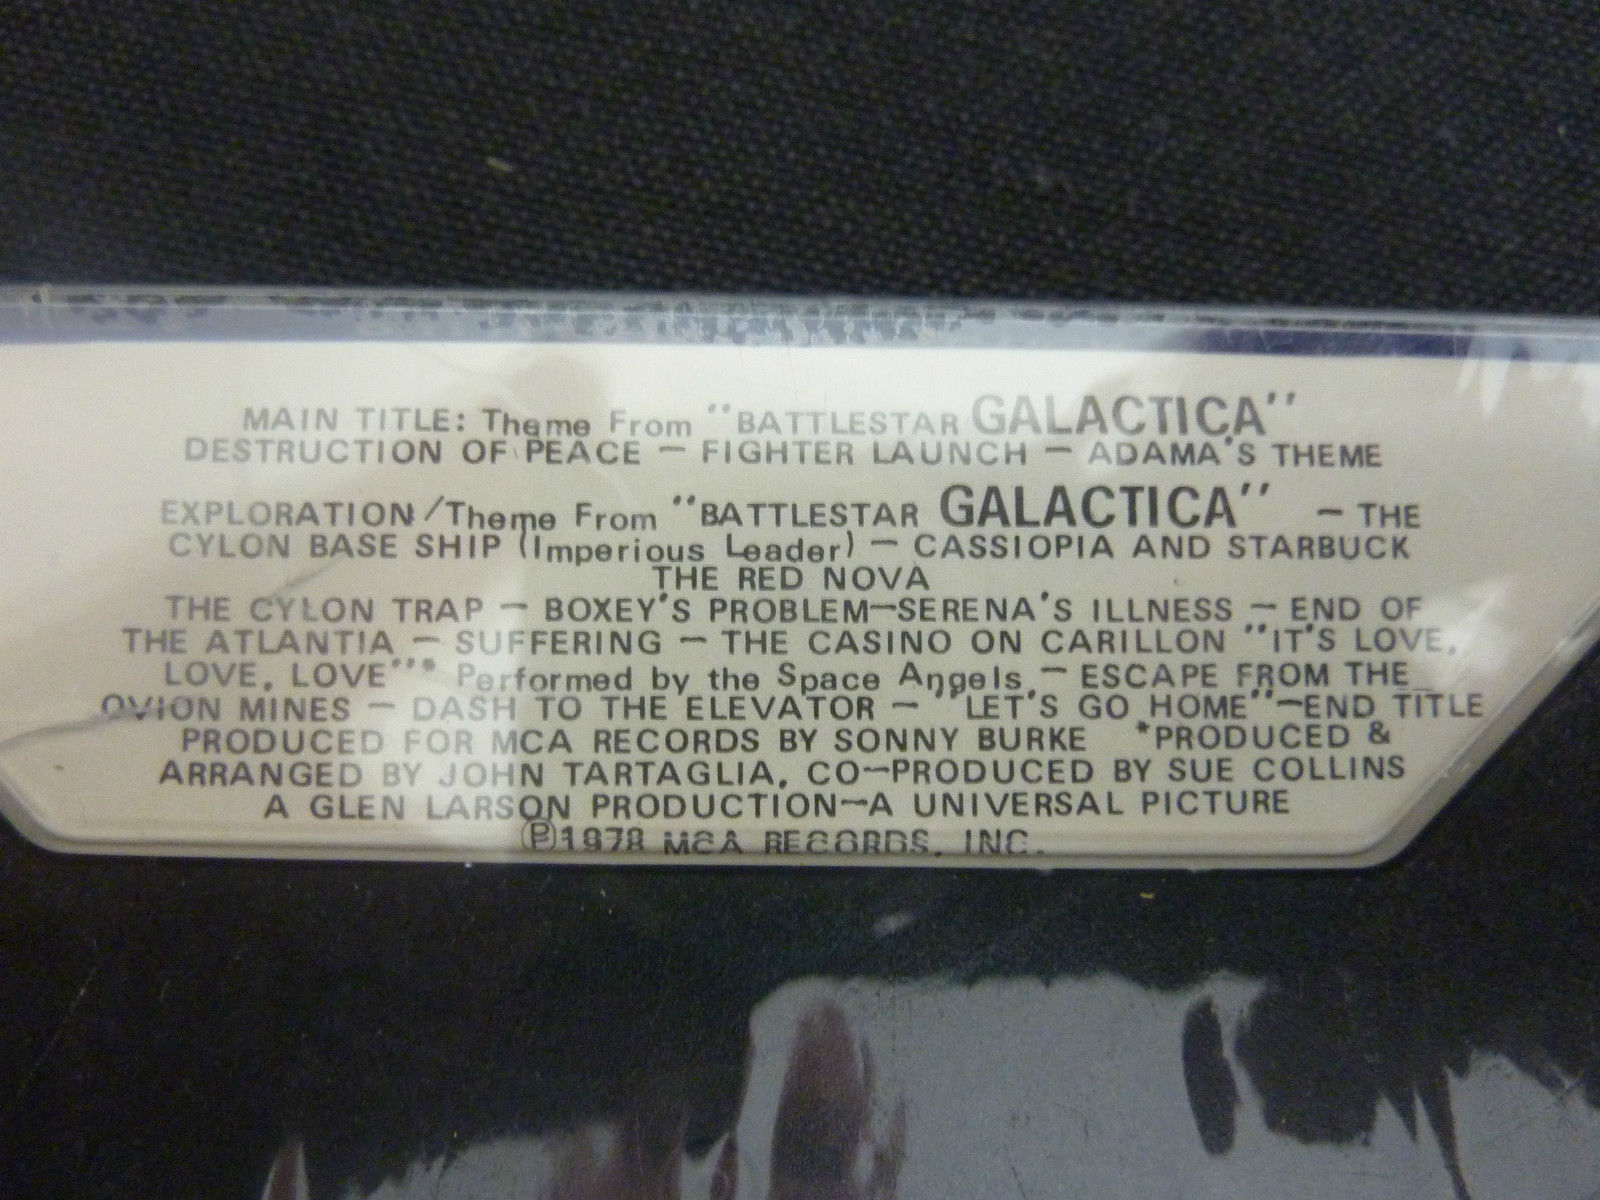 MAIN TITLE: Theme From "BATTLESTAR GALACTICA"
DESTRUCTION OF PEACE — FIGHTER LAUNCH — ADAMA'S THEME
EXPLORATION/Theme From "BATTLESTAR GALACTICA" — THE
CYLON BASE SHIP (Imperious Leader) — CASSIOPIA AND STARBUCK
THE RED NOVA
THE CYLON TRAP — BOXEY'S PROBLEM—SERENA'S ILLNESS — END OF
THE ATLANTIA — SUFFERING — THE CASINO ON CARILLON "IT'S LOVE,
LOVE, LOVE"* Performed by the Space Angels. — ESCAPE FROM THE
OVION MINES — DASH TO THE ELEVATOR — "LET'S GO HOME"—END TITLE
PRODUCED FOR MCA RECORDS BY SONNY BURKE *PRODUCED &
ARRANGED BY JOHN TARTAGLIA, CO—PRODUCED BY SUE COLLINS
A GLEN LARSON PRODUCTION—A UNIVERSAL PICTURE
℗1978 MCA RECORDS, INC.